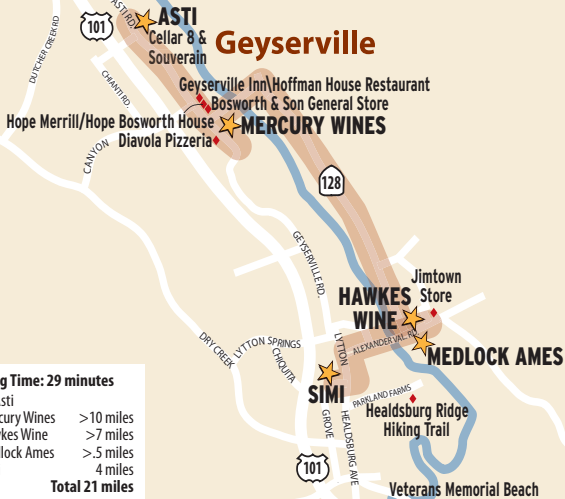 ASTI RD.
101
ASTI
Cellar 8 &
Souverain
Geyserville
DUTCHER CREEK RD
CHIANTI RD.
Geyserville Inn\Hoffman House Restaurant
Bosworth & Son General Store
Hope Merrill/Hope Bosworth House
MERCURY WINES
Diavola Pizzeria
CANYON
128
GEYSERVILLE RD.
Jimtown
Store
HAWKES
WINE
LYTTON
ALEXANDER VAL. RD.
MEDLOCK AMES
DRY CREEK
LYTTON SPRINGS
CHIQUITA
SIMI
PARKLAND FARMS
GROVE
HEALDSBURG AVE
Healdsburg Ridge
Hiking Trail
101
Veterans Memorial Beach
g Time: 29 minutes
sti
cury Wines >10 miles
kes Wine >7 miles
llock Ames >.5 miles
4 miles
Total 21 miles